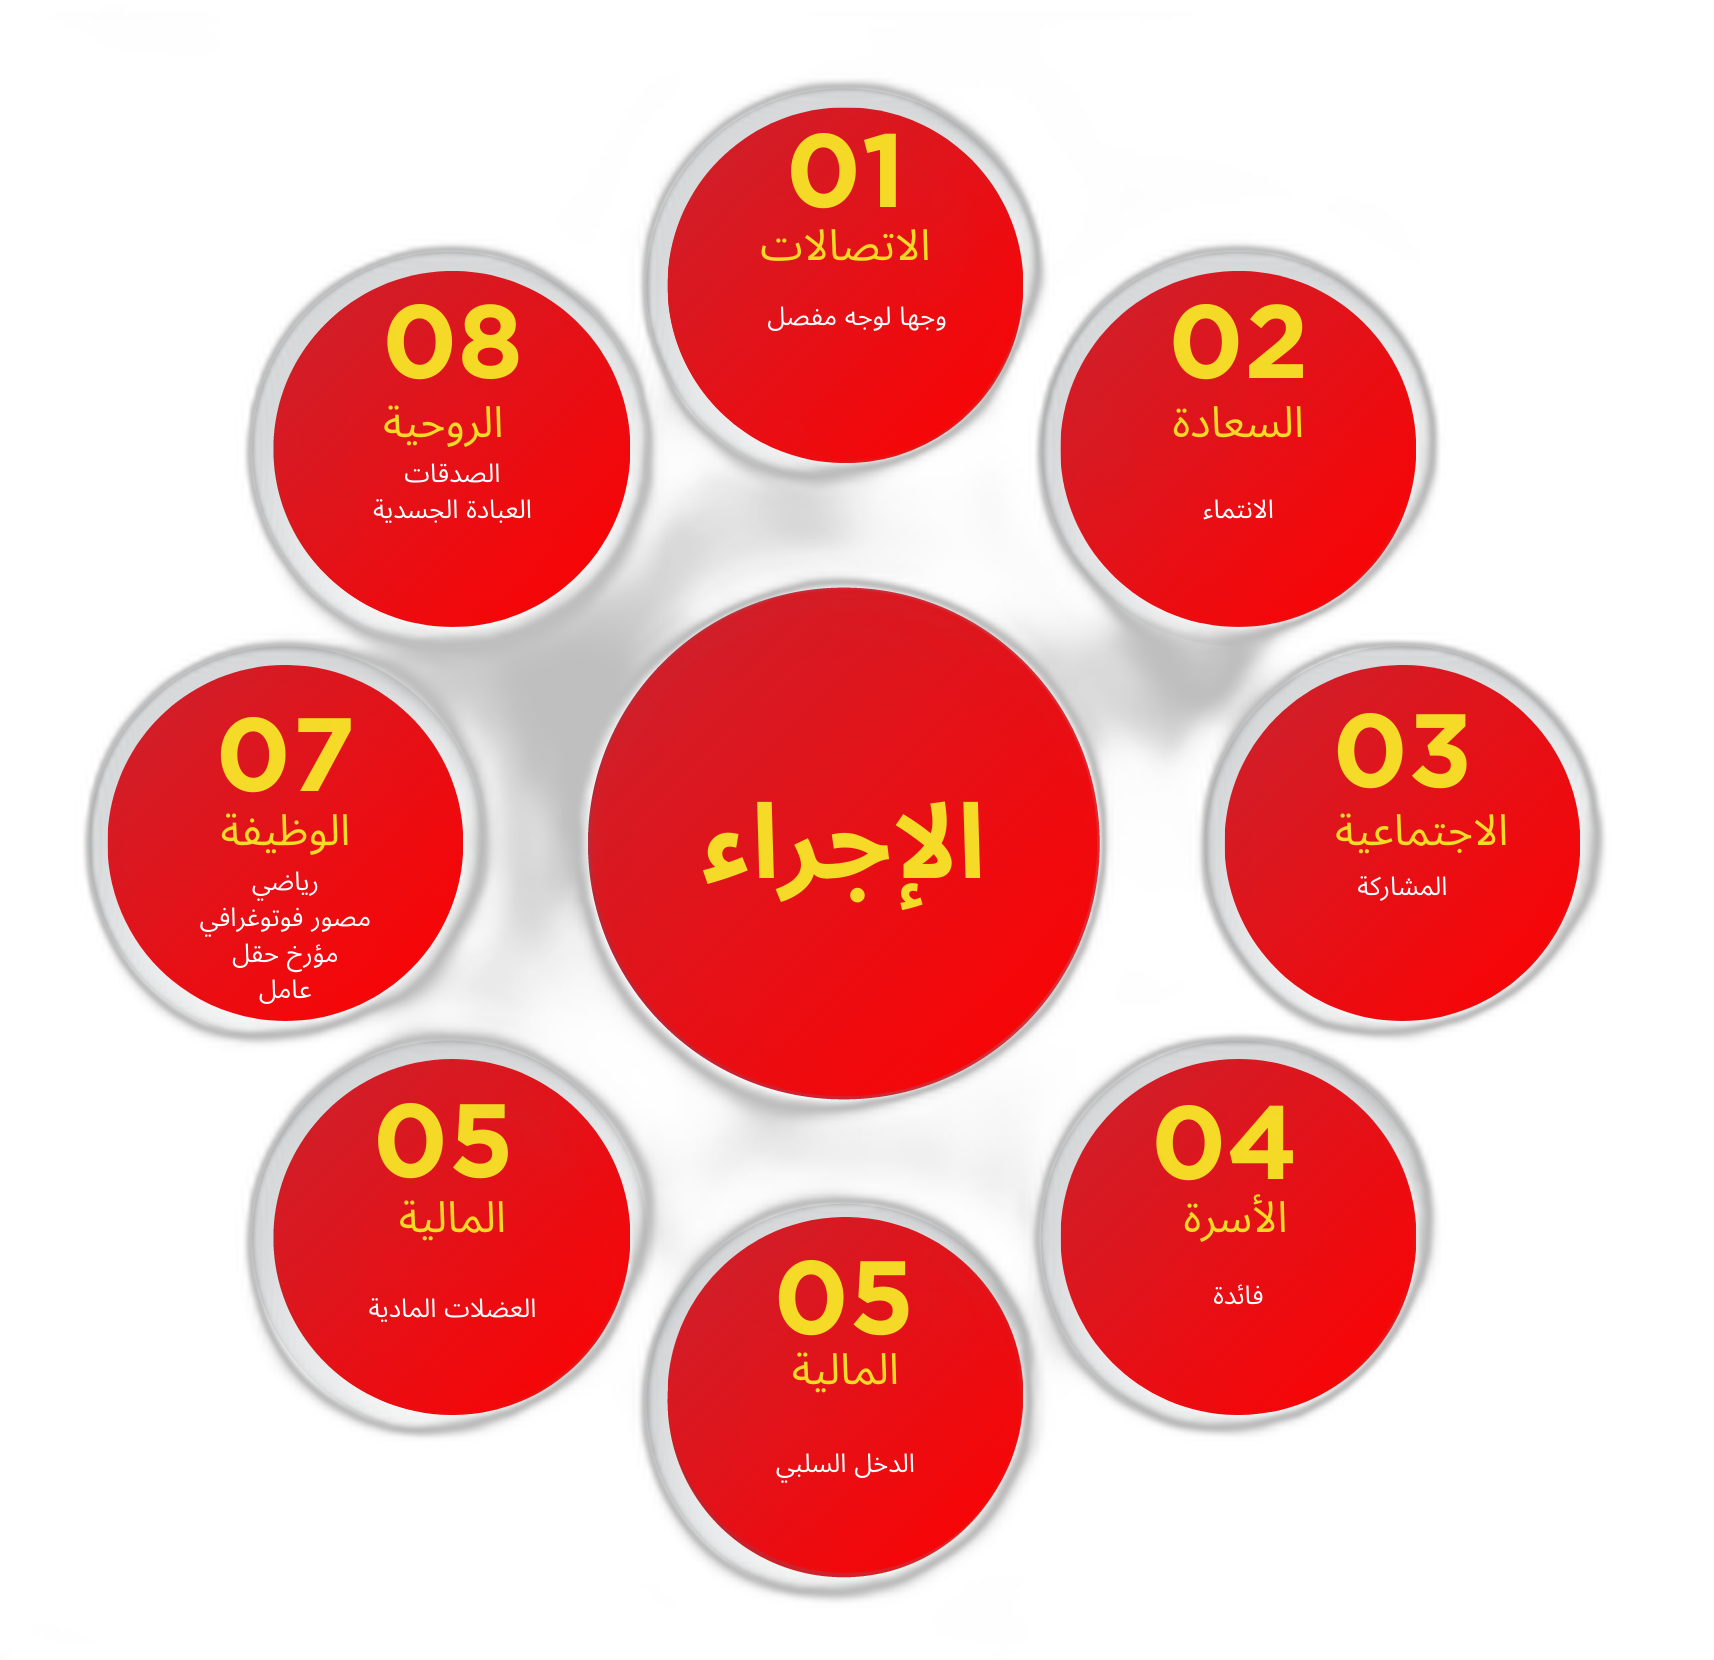 01
الاتصالات
وجها لوجه مفصل
02
السعادة
الانتماء
03
الاجتماعية
المشاركة
04
الأسرة
فائدة
05
المالية
الدخل السلبي
05
المالية
العضلات المادية
07
الوظيفة
رياضي
مصور فوتوغرافي
مؤرخ حقل
عامل
08
الروحية
الصدقات
العبادة الجسدية
الإجراء